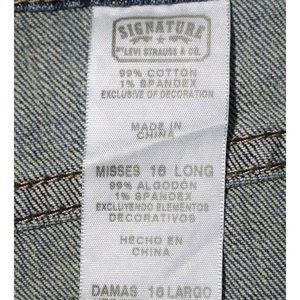 SIGNATURE
BY LEVI STRAUSS & CO.
99% COTTON
1% SPANDEX
EXCLUSIVE OF DECORATION
MADE IN
CHINA
MISSES 16 LONG
99% ALGODÓN
1% SPANDEX
EXCLUYENDO ELEMENTOS
DECORATIVOS
HECHO EN
CHINA
DAMAS 16 LARGO